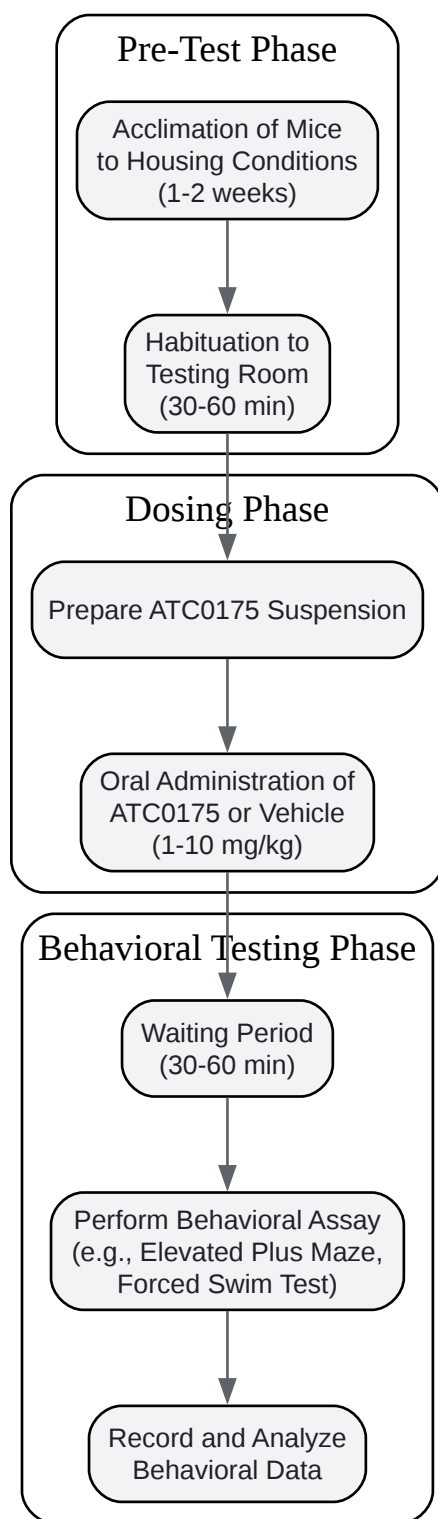 Pre-Test Phase
Acclimation of Mice
to Housing Conditions
(1-2 weeks)
Habituation to
Testing Room
(30-60 min)
Dosing Phase
Prepare ATC0175 Suspension
Oral Administration of
ATC0175 or Vehicle
(1-10 mg/kg)
Behavioral Testing Phase
Waiting Period
(30-60 min)
Perform Behavioral Assay
(e.g., Elevated Plus Maze,
Forced Swim Test)
Record and Analyze
Behavioral Data